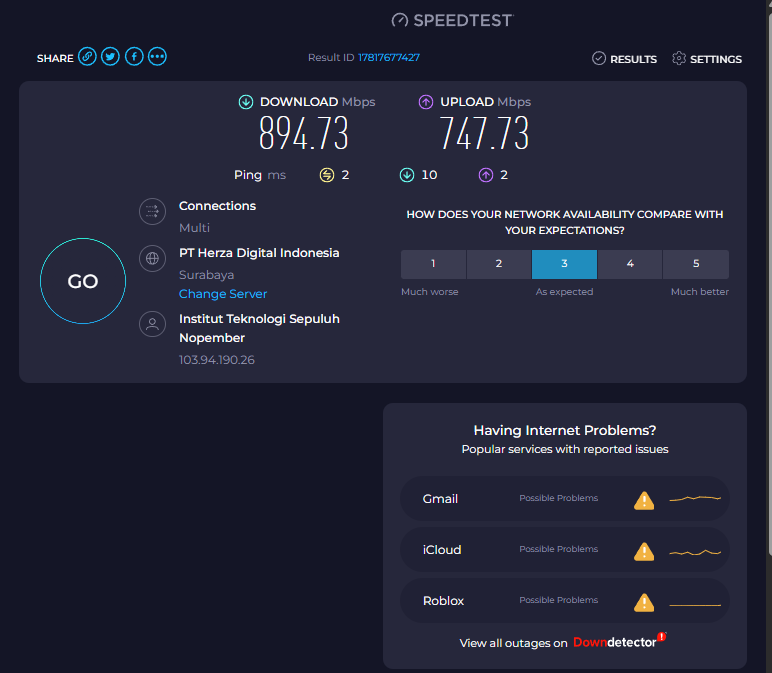 SPEEDTEST
SHARE
Result ID 17817677427
RESULTS
SETTINGS
DOWNLOAD Mbps
894.73
UPLOAD Mbps
747.73
Ping ms
2
10
2
GO
Connections
Multi
PT Herza Digital Indonesia
Surabaya
Change Server
Institut Teknologi Sepuluh
Nopember
103.94.190.26
HOW DOES YOUR NETWORK AVAILABILITY COMPARE WITH
YOUR EXPECTATIONS?
1 2 3 4 5
Much worse As expected Much better
Having Internet Problems?
Popular services with reported issues
Gmail Possible Problems
iCloud Possible Problems
Roblox Possible Problems
View all outages on Downdetector